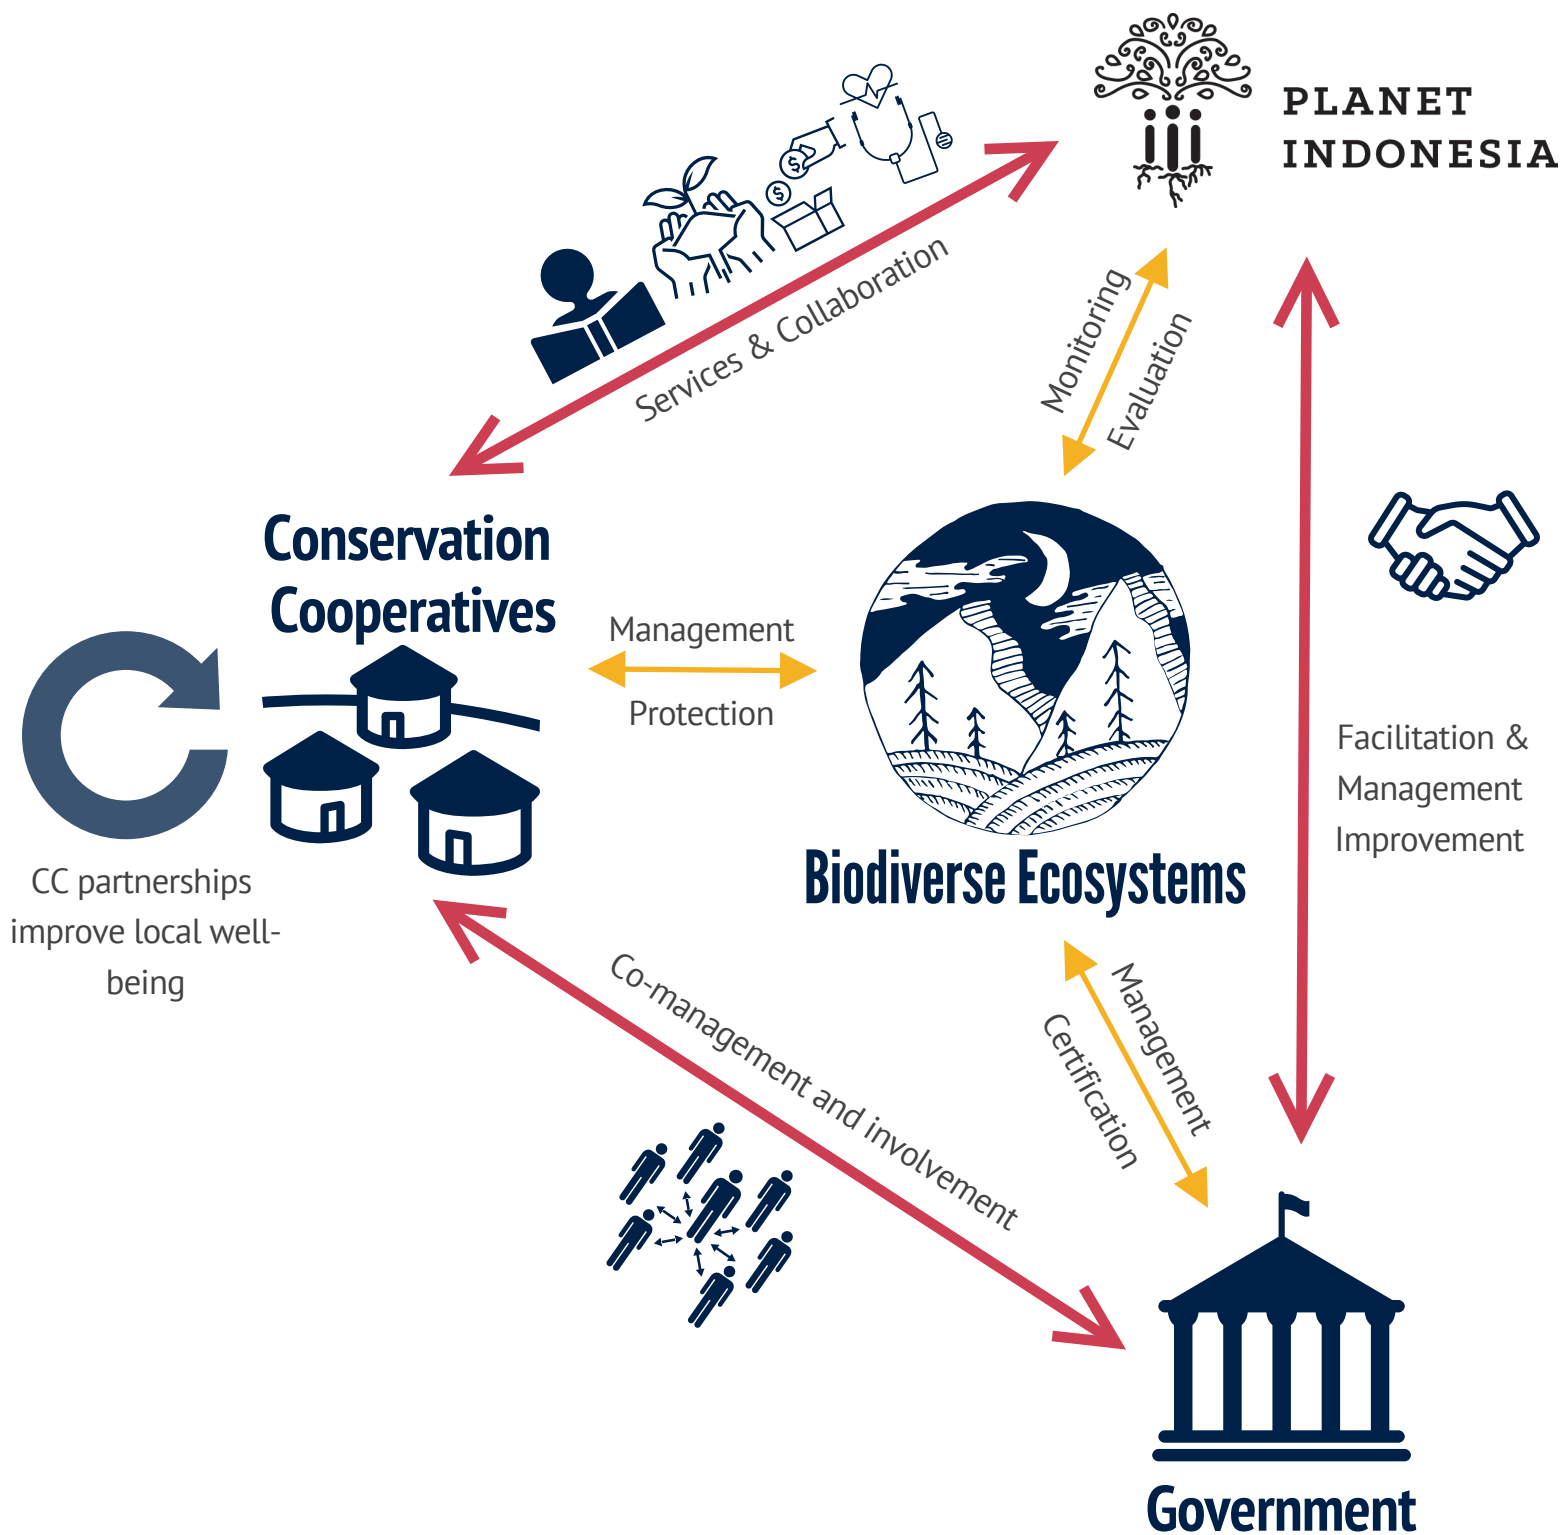 PLANET
INDONESIA
Services & Collaboration
Monitoring
Evaluation
Conservation
Cooperatives
Management
Protection
Facilitation &
Management
Improvement
Biodiverse Ecosystems
CC partnerships
improve local well-
being
Co-management and involvement
Management
Certification
Government